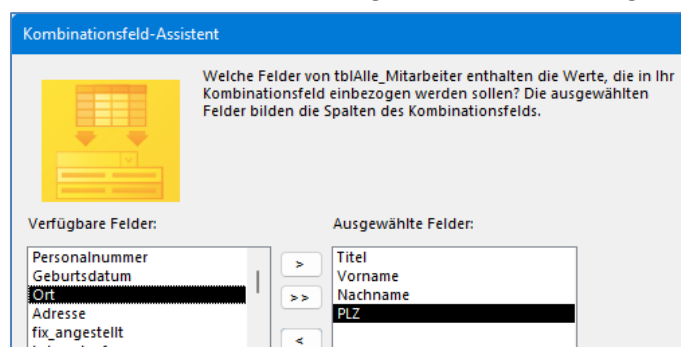 Kombinationsfeld-Assistent
Welche Felder von tblAlle_Mitarbeiter enthalten die Werte, die in Ihr
Kombinationsfeld einbezogen werden sollen? Die ausgewählten
Felder bilden die Spalten des Kombinationsfelds.
Verfügbare Felder:
Personalnummer
Geburtsdatum
Ort
Adresse
fix_angestellt
>
>>
<
Ausgewählte Felder:
Titel
Vorname
Nachname
PLZ